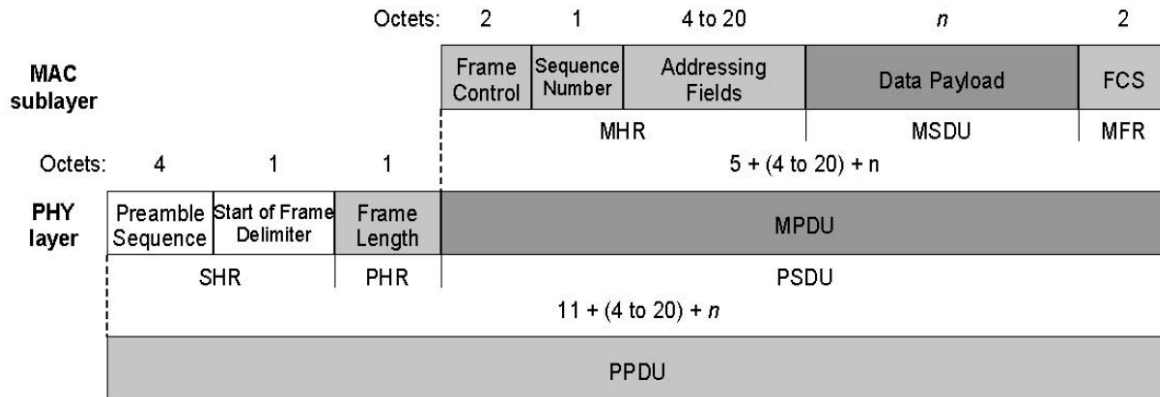 Octets: 2 1 4 to 20 n 2
MAC sublayer
Frame Control
Sequence Number
Addressing Fields
Data Payload
FCS
MHR MSDU MFR
Octets: 4 1 1 5 + (4 to 20) + n
PHY layer
Preamble Sequence
Start of Frame Delimiter
Frame Length
MPDU
SHR PHR PSDU
11 + (4 to 20) + n
PPDU